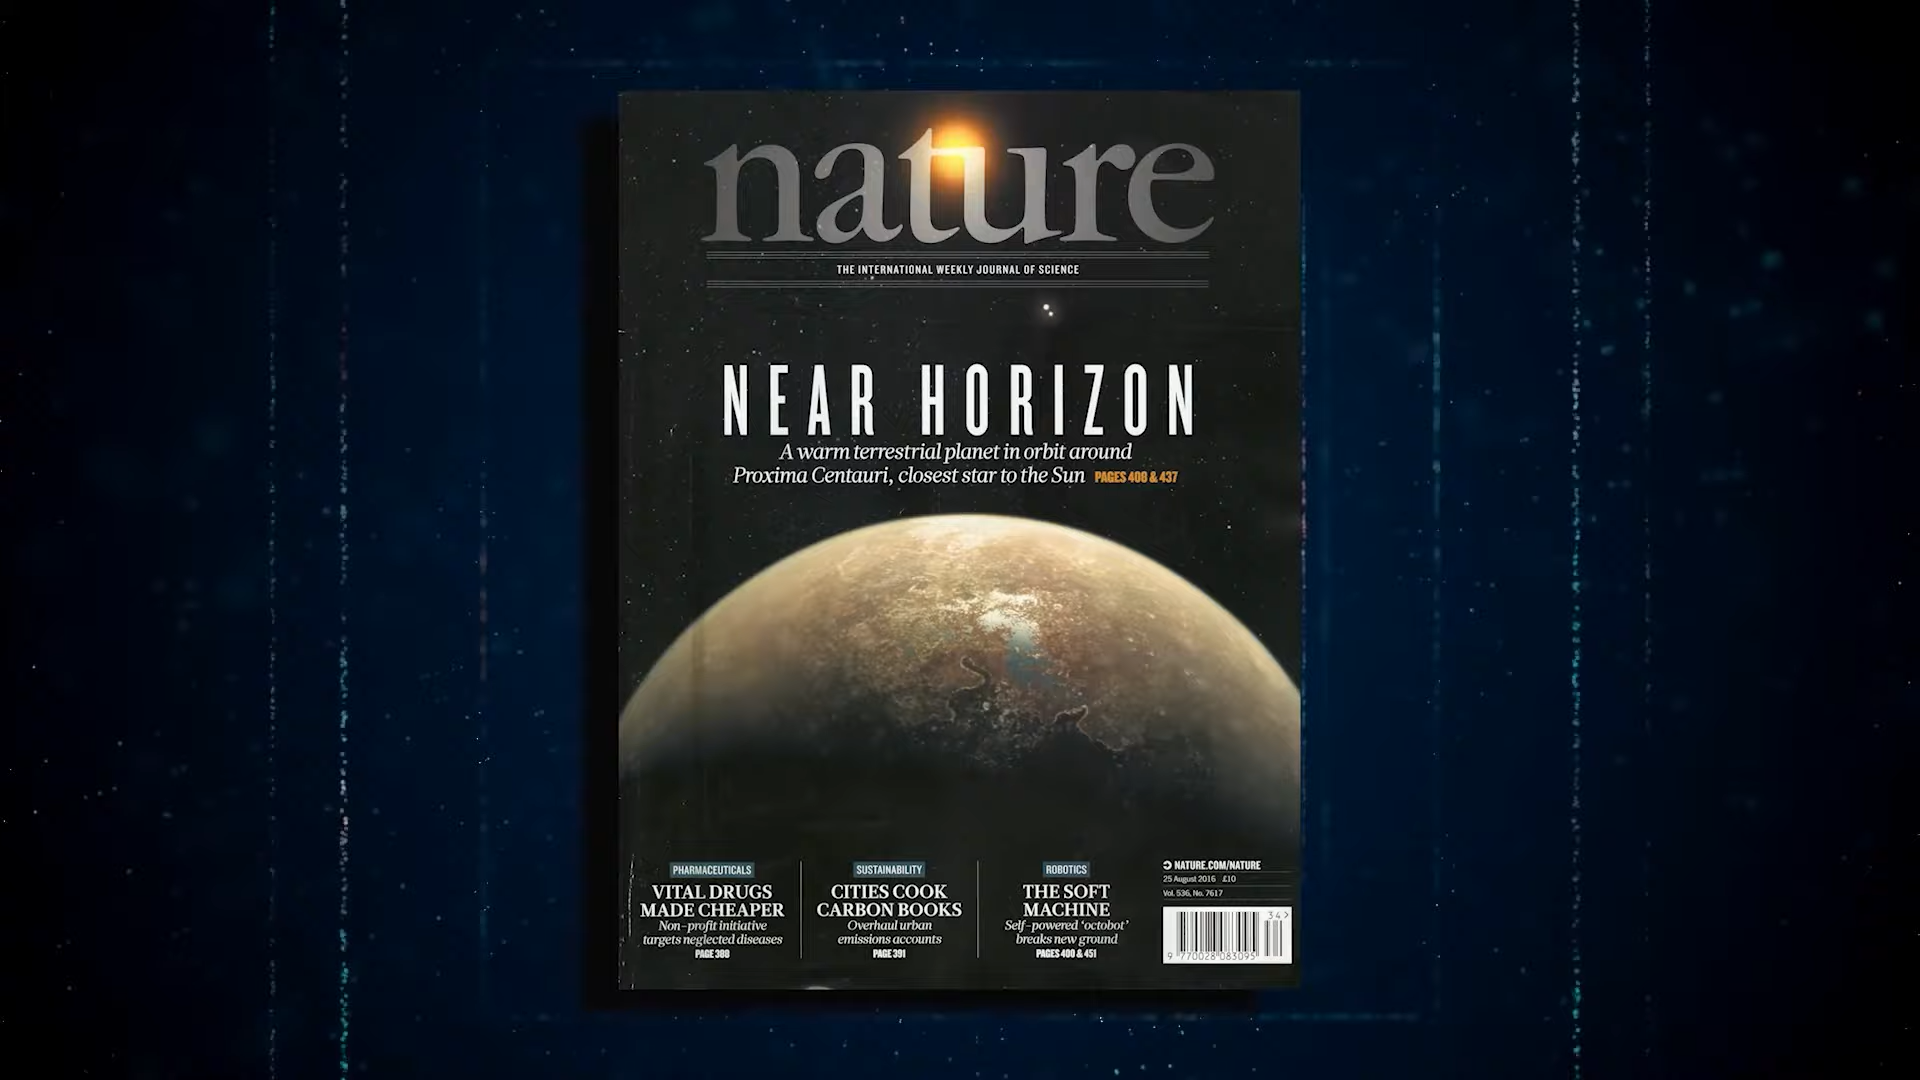 nature
THE INTERNATIONAL WEEKLY JOURNAL OF SCIENCE
NEAR HORIZON
A warm terrestrial planet in orbit around
Proxima Centauri, closest star to the Sun PAGES 408 & 437
PHARMACEUTICALS
VITAL DRUGS
MADE CHEAPER
Non-profit initiative
targets neglected diseases
PAGE 388
SUSTAINABILITY
CITIES COOK
CARBON BOOKS
Overhaul urban
emissions accounts
PAGE 391
ROBOTICS
THE SOFT
MACHINE
Self-powered ‘octobot’
breaks new ground
PAGES 400 & 451
NATURE.COM/NATURE
25 August 2016 £10
Vol. 536, No. 7617
34>
9 770028 083095